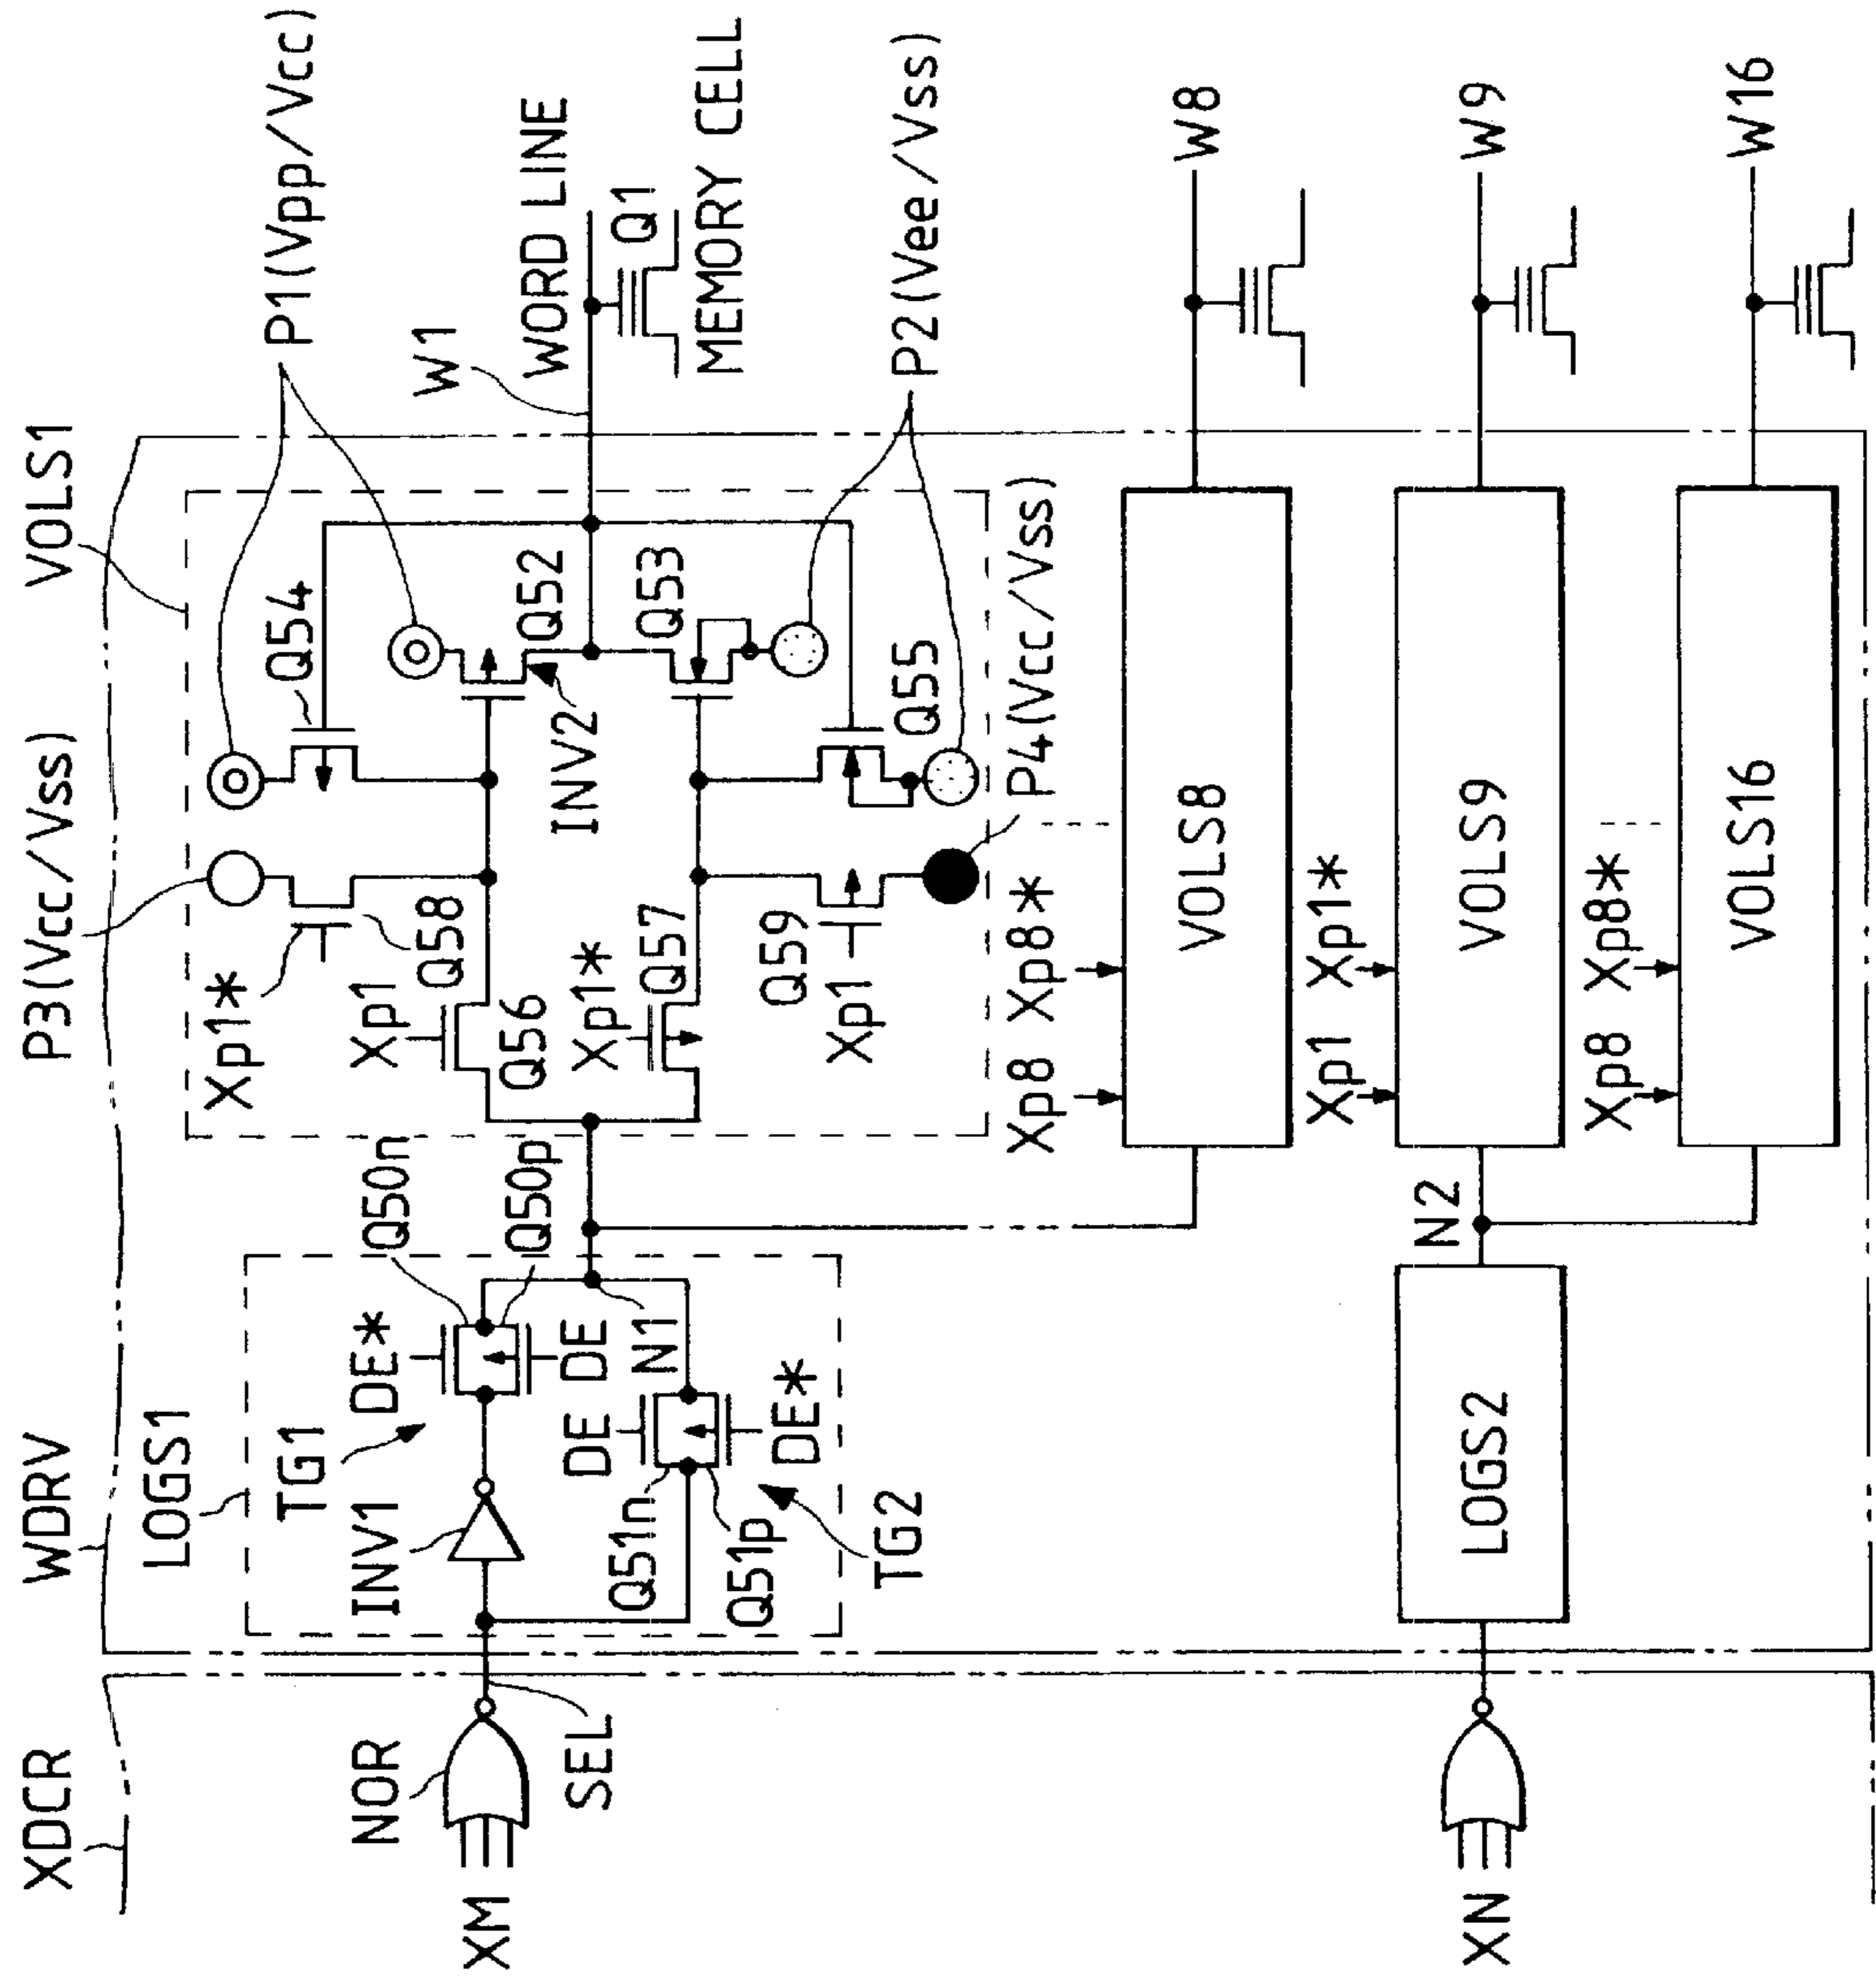 XDCR
WDRV
P3(Vcc/Vss)
VOLS1
LOGS1
Xp1*
Q54
P1(Vpp/Vcc)
TG1
DE*
Q50n
Xp1
Q58
W1
NOR
INV1
Q56
Q50p
INV2
Q52
WORD LINE
XM
SEL
DE
DE
Xp1*
Q57
Q53
Q1
Q51n
N1
MEMORY CELL
Q51p
DE*
Q59
Xp1
Q55
P2(Vee/Vss)
TG2
P4(Vcc/Vss)
Xp8
Xp8*
VOLS8
W8
Xp1
Xp1*
N2
XN
LOGS2
VOLS9
W9
Xp8
Xp8*
VOLS16
W16